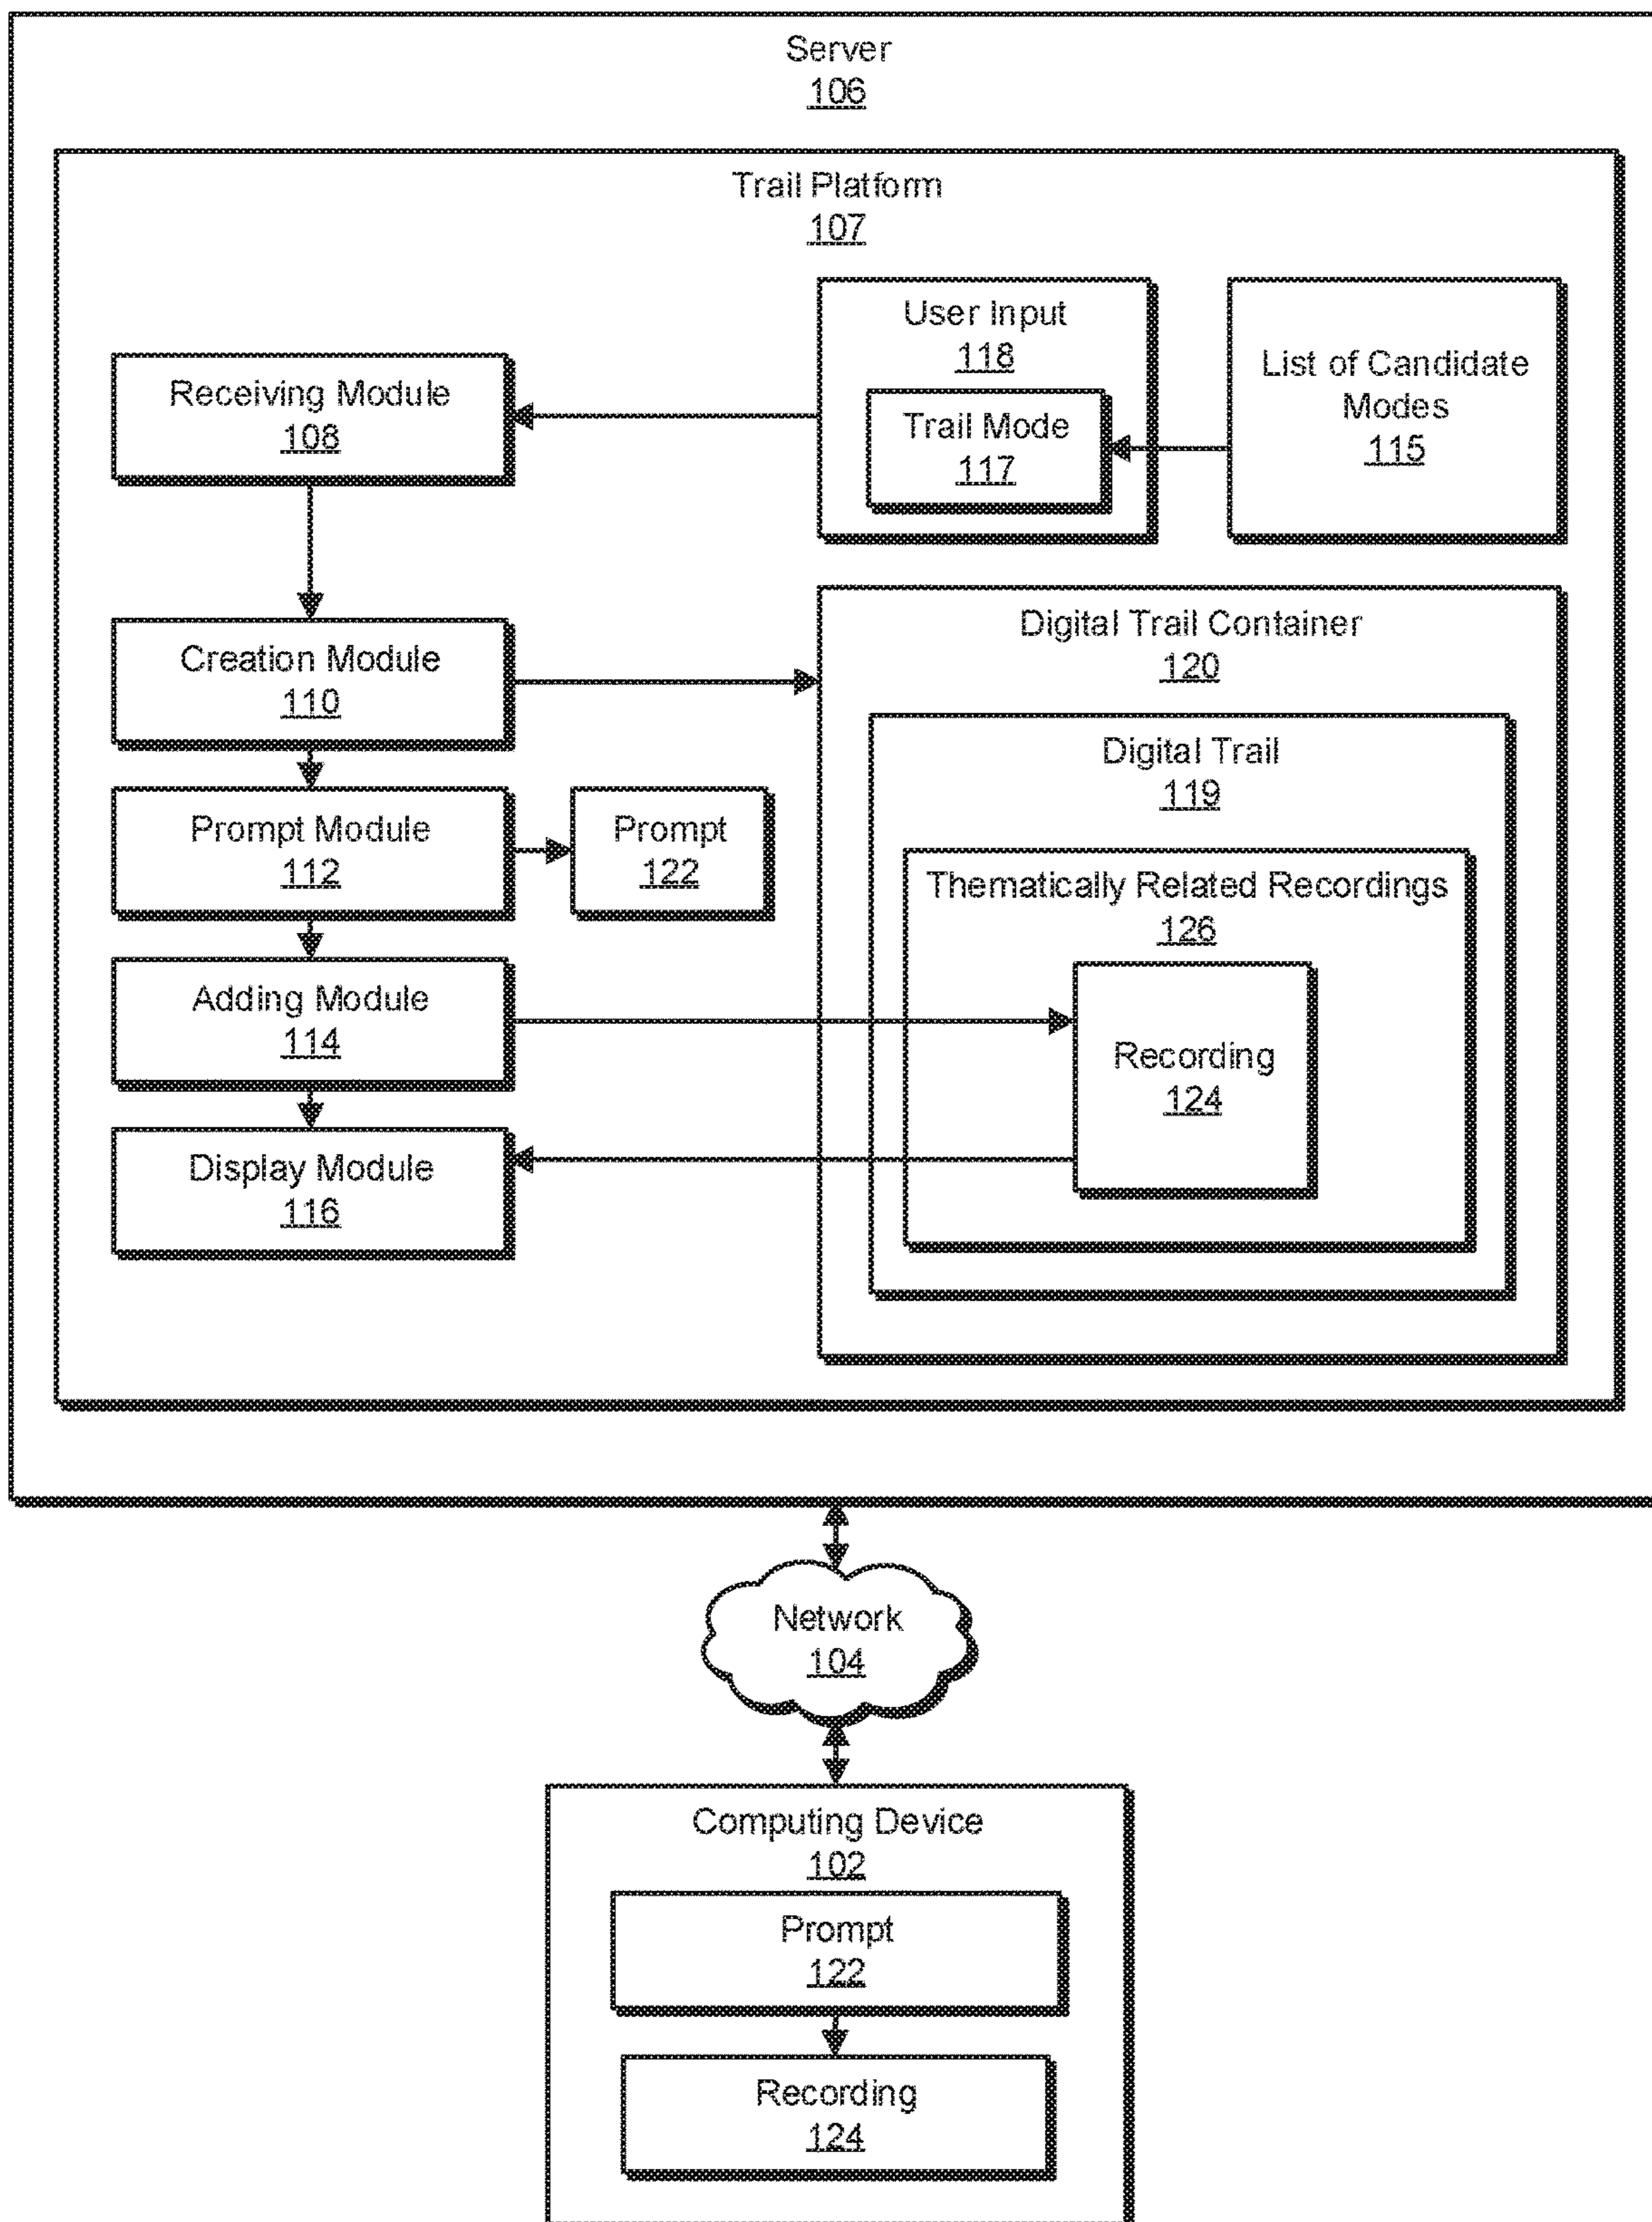 Server
106
Trail Platform
107
User Input
118
Trail Mode
117
List of Candidate
Modes
115
Receiving Module
108
Creation Module
110
Digital Trail Container
120
Digital Trail
119
Prompt Module
112
Prompt
122
Thematically Related Recordings
126
Adding Module
114
Recording
124
Display Module
116
Network
104
Computing Device
102
Prompt
122
Recording
124